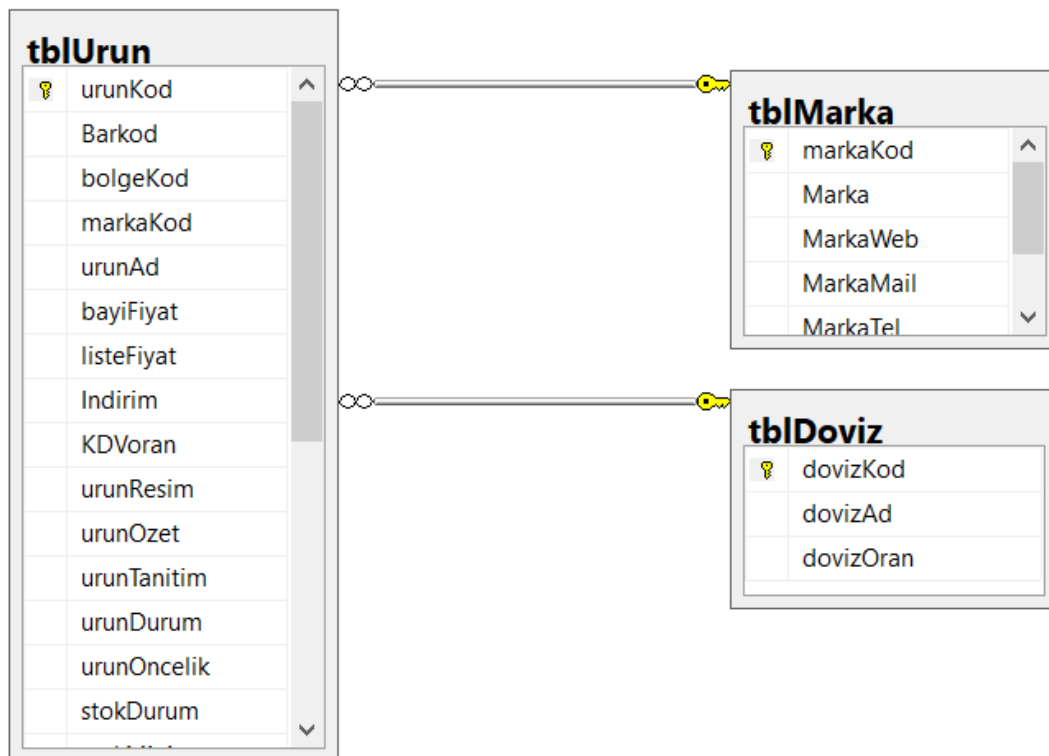 tblUrun
urunKod
Barkod
bolgeKod
markaKod
urunAd
bayiFiyat
listeFiyat
Indirim
KDVoran
urunResim
urunOzet
urunTanitim
urunDurum
urunOncelik
stokDurum
tblMarka
markaKod
Marka
MarkaWeb
MarkaMail
MarkaTel
tblDoviz
dovizKod
dovizAd
dovizOran